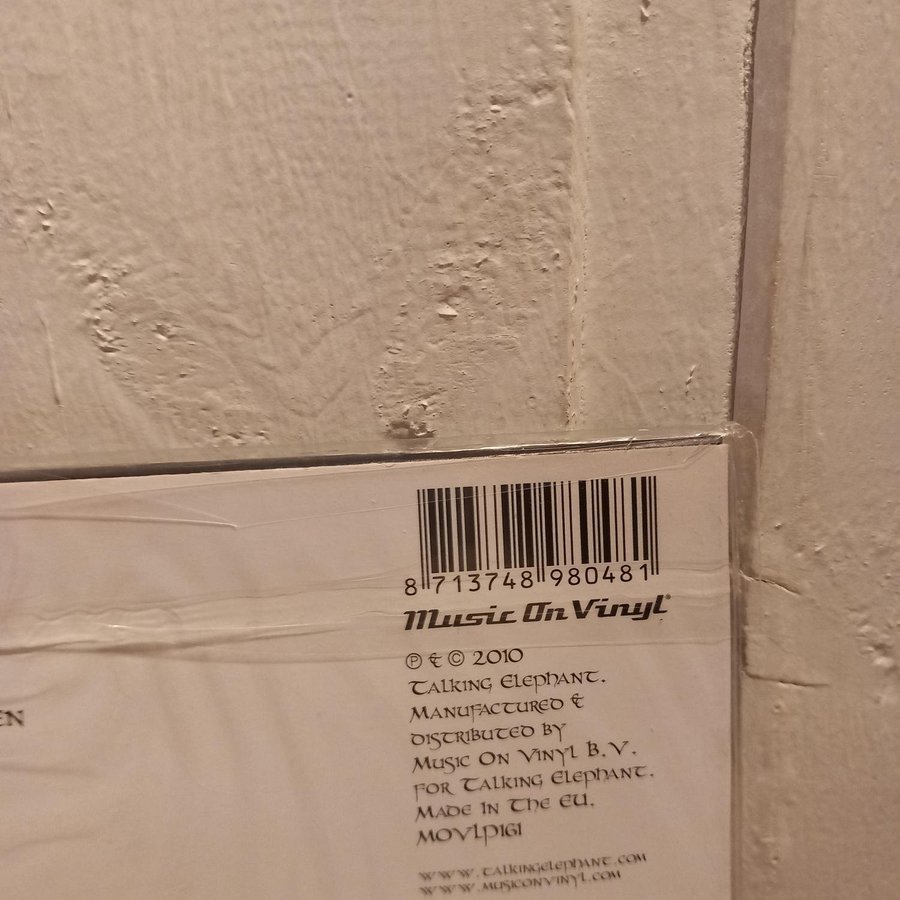 8 713748 980481
Music On Vinyl®
℗ & © 2010
Talking Elephant.
Manufactured &
distributed by
Music On Vinyl B.V.
for Talking Elephant.
Made In The EU.
MOVLP161
www.talkingelephant.com
www.musiconvinyl.com
EN